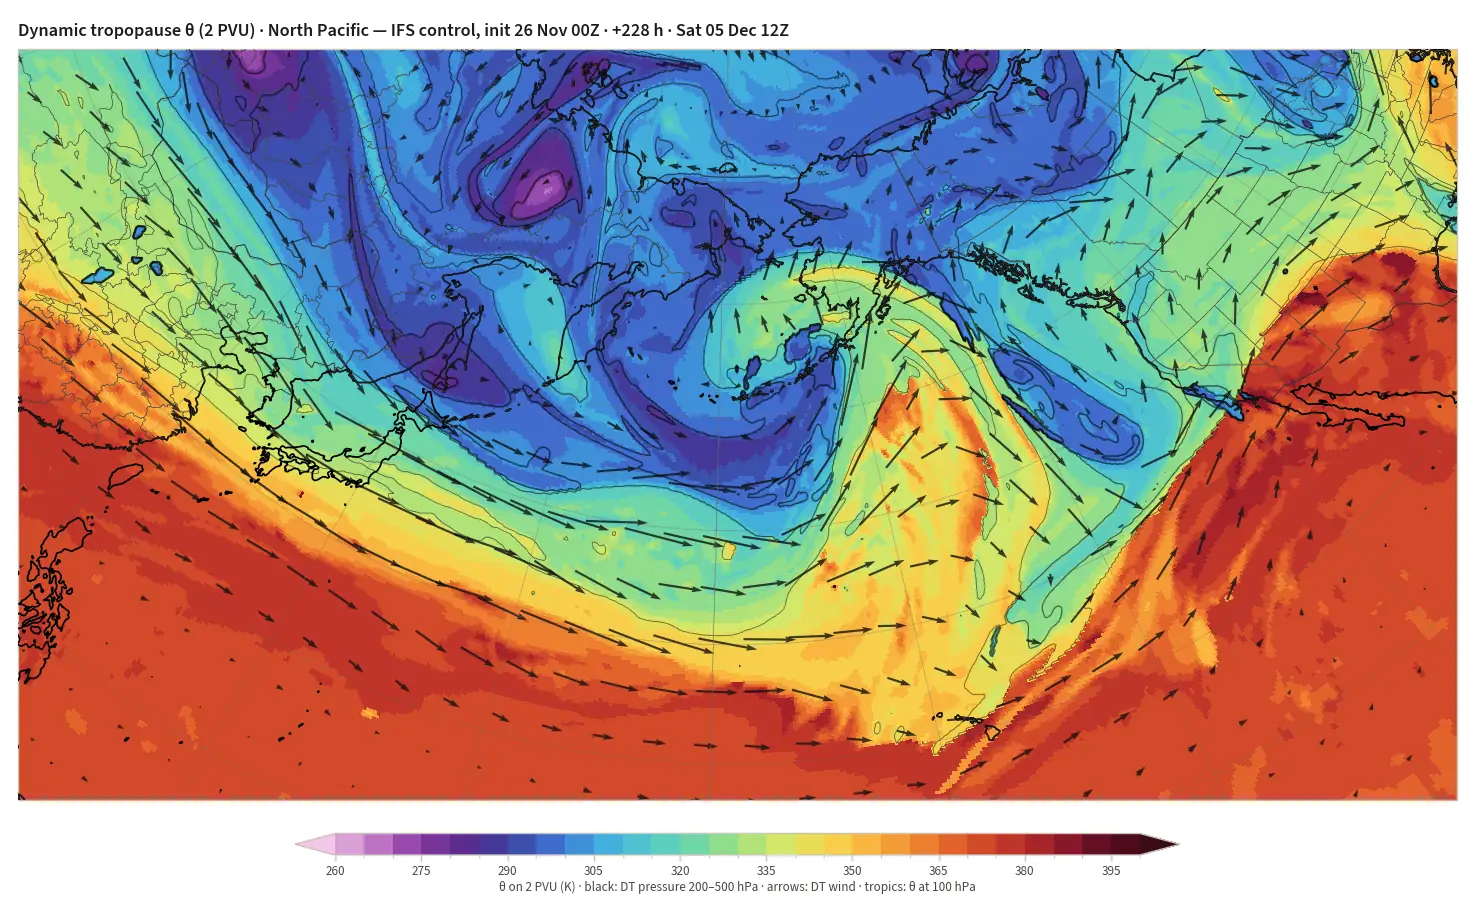 Dynamic tropopause θ (2 PVU) · North Pacific — IFS control, init 26 Nov 00Z · +228 h · Sat 05 Dec 12Z
260 275 290 305 320 335 350 365 380 395
θ on 2 PVU (K) · black: DT pressure 200–500 hPa · arrows: DT wind · tropics: θ at 100 hPa